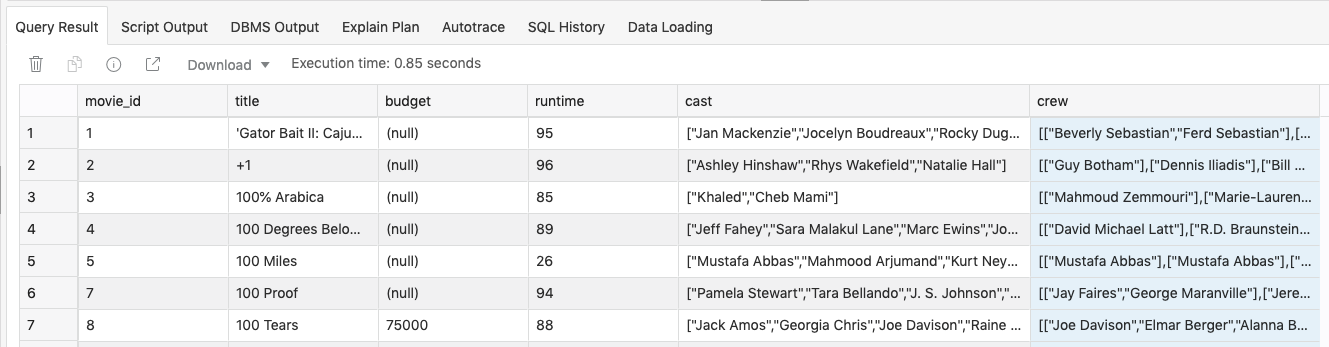 Query Result Script Output DBMS Output Explain Plan Autotrace SQL History Data Loading
Download Execution time: 0.85 seconds
movie_id title budget runtime cast crew
1 1 'Gator Bait II: Caju... (null) 95 ["Jan Mackenzie","Jocelyn Boudreaux","Rocky Dug... [["Beverly Sebastian","Ferd Sebastian"],[...
2 2 +1 (null) 96 ["Ashley Hinshaw","Rhys Wakefield","Natalie Hall"] [["Guy Botham"],["Dennis Iliadis"],["Bill ...
3 3 100% Arabica (null) 85 ["Khaled","Cheb Mami"] [["Mahmoud Zemmouri"],["Marie-Lauren...
4 4 100 Degrees Belo... (null) 89 ["Jeff Fahey","Sara Malakul Lane","Marc Ewins","Jo... [["David Michael Latt"],["R.D. Braunstein...
5 5 100 Miles (null) 26 ["Mustafa Abbas","Mahmood Arjumand","Kurt Ney... [["Mustafa Abbas"],["Mustafa Abbas"],["...
6 7 100 Proof (null) 94 ["Pamela Stewart","Tara Bellando","J. S. Johnson","... [["Jay Faires","George Maranville"],["Jere...
7 8 100 Tears 75000 88 ["Jack Amos","Georgia Chris","Joe Davison","Raine ... [["Joe Davison","Elmar Berger","Alanna B...